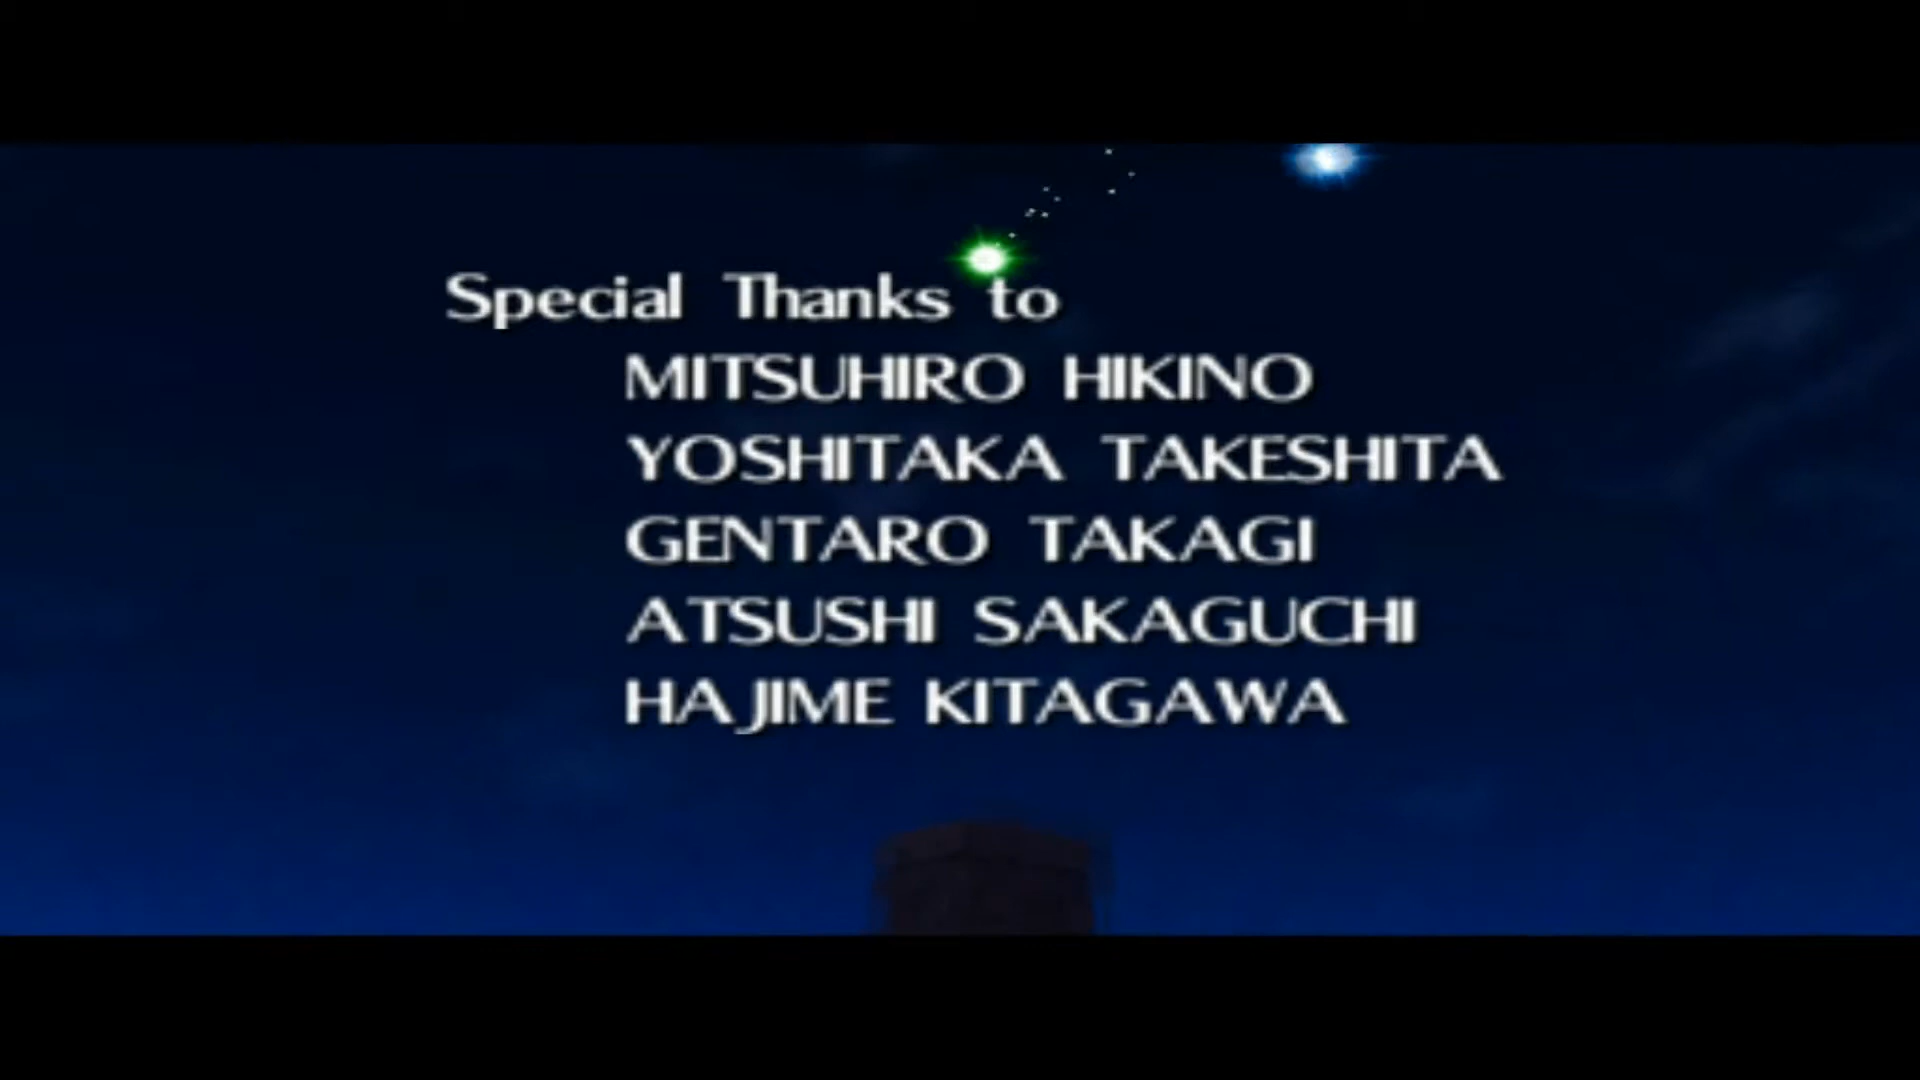 Special Thanks to
MITSUHIRO HIKINO
YOSHITAKA TAKESHITA
GENTARO TAKAGI
ATSUSHI SAKAGUCHI
HAJIME KITAGAWA